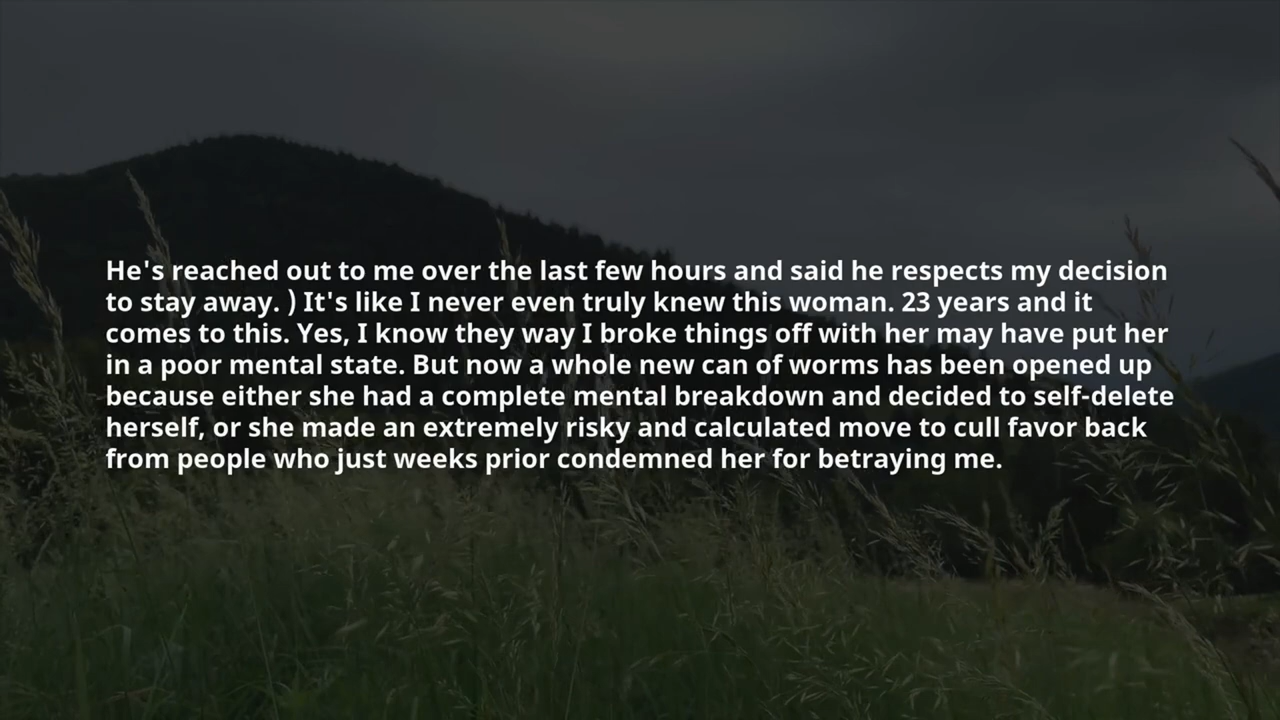 He's reached out to me over the last few hours and said he respects my decision
to stay away. ) It's like I never even truly knew this woman. 23 years and it
comes to this. Yes, I know they way I broke things off with her may have put her
in a poor mental state. But now a whole new can of worms has been opened up
because either she had a complete mental breakdown and decided to self-delete
herself, or she made an extremely risky and calculated move to cull favor back
from people who just weeks prior condemned her for betraying me.